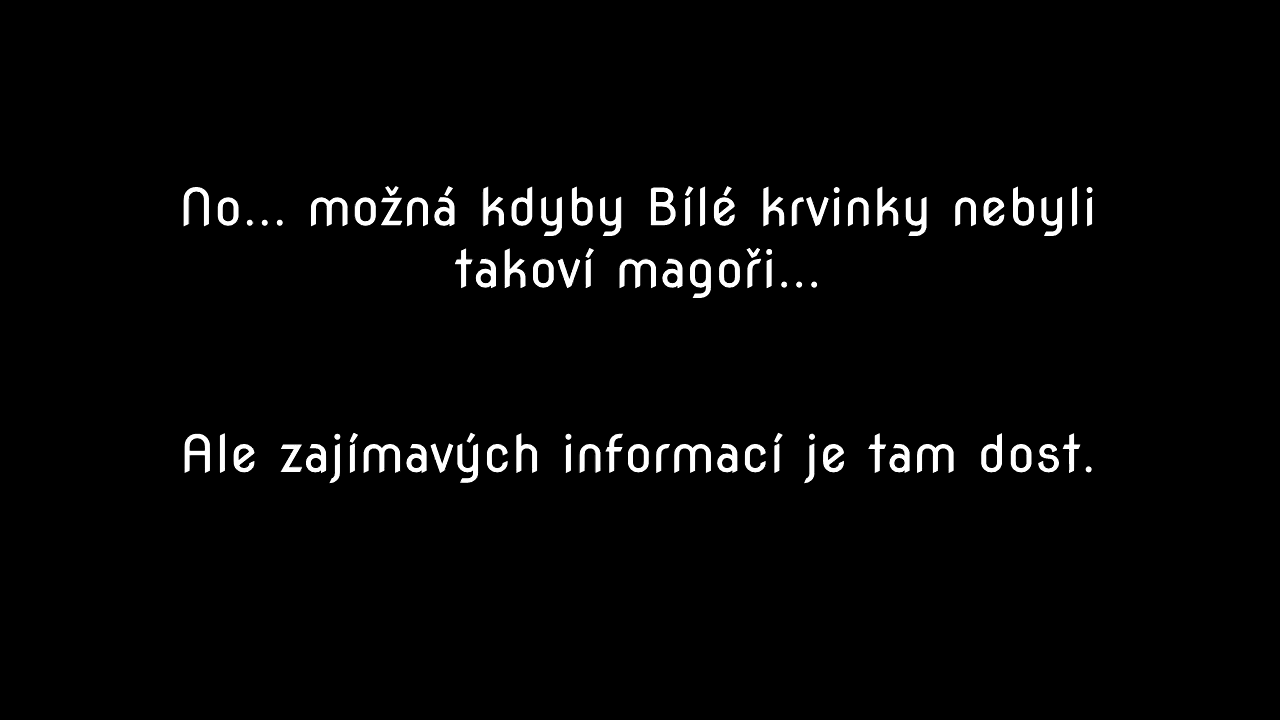 No... možná kdyby Bílé krvinky nebyli
takoví magoři...
Ale zajímavých informací je tam dost.